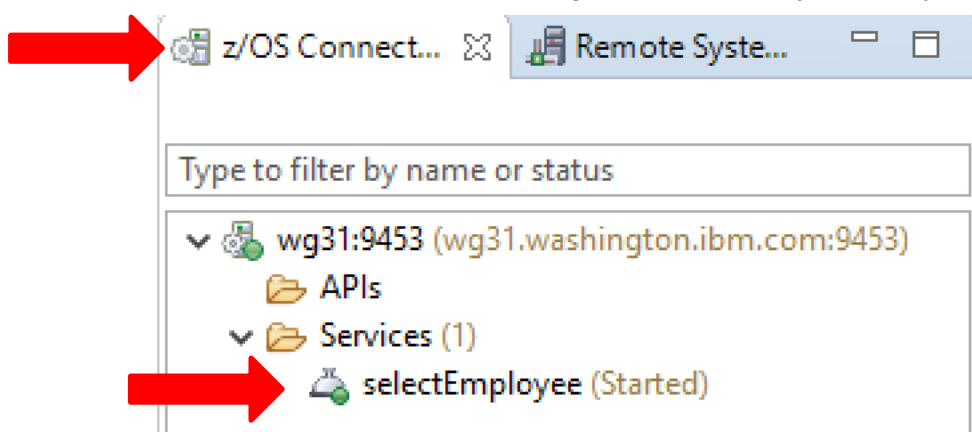 z/OS Connect... Remote Syste...
Type to filter by name or status
wg31:9453 (wg31.washington.ibm.com:9453)
APIs
Services (1)
selectEmployee (Started)